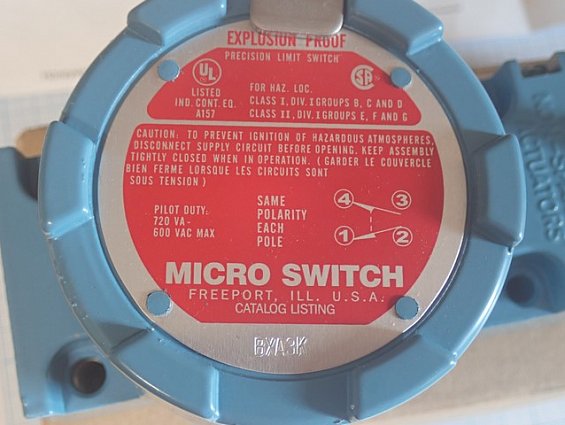 EXPLOSION PROOF
PRECISION LIMIT SWITCH
UL
LISTED
IND. CONT. EQ.
A157
FOR HAZ. LOC.
CLASS I, DIV. I GROUPS B, C AND D
CLASS II, DIV. I GROUPS E, F AND G
CAUTION: TO PREVENT IGNITION OF HAZARDOUS ATMOSPHERES,
DISCONNECT SUPPLY CIRCUIT BEFORE OPENING. KEEP ASSEMBLY
TIGHTLY CLOSED WHEN IN OPERATION. (GARDER LE COUVERCLE
BIEN FERME LORSQUE LES CIRCUITS SONT
SOUS TENSION)
PILOT DUTY:
720 VA-
600 VAC MAX
SAME
POLARITY
EACH
POLE
4 3
1 2
MICRO SWITCH
FREEPORT, ILL. U.S.A.
CATALOG LISTING
BXA3K
ACTUATORS